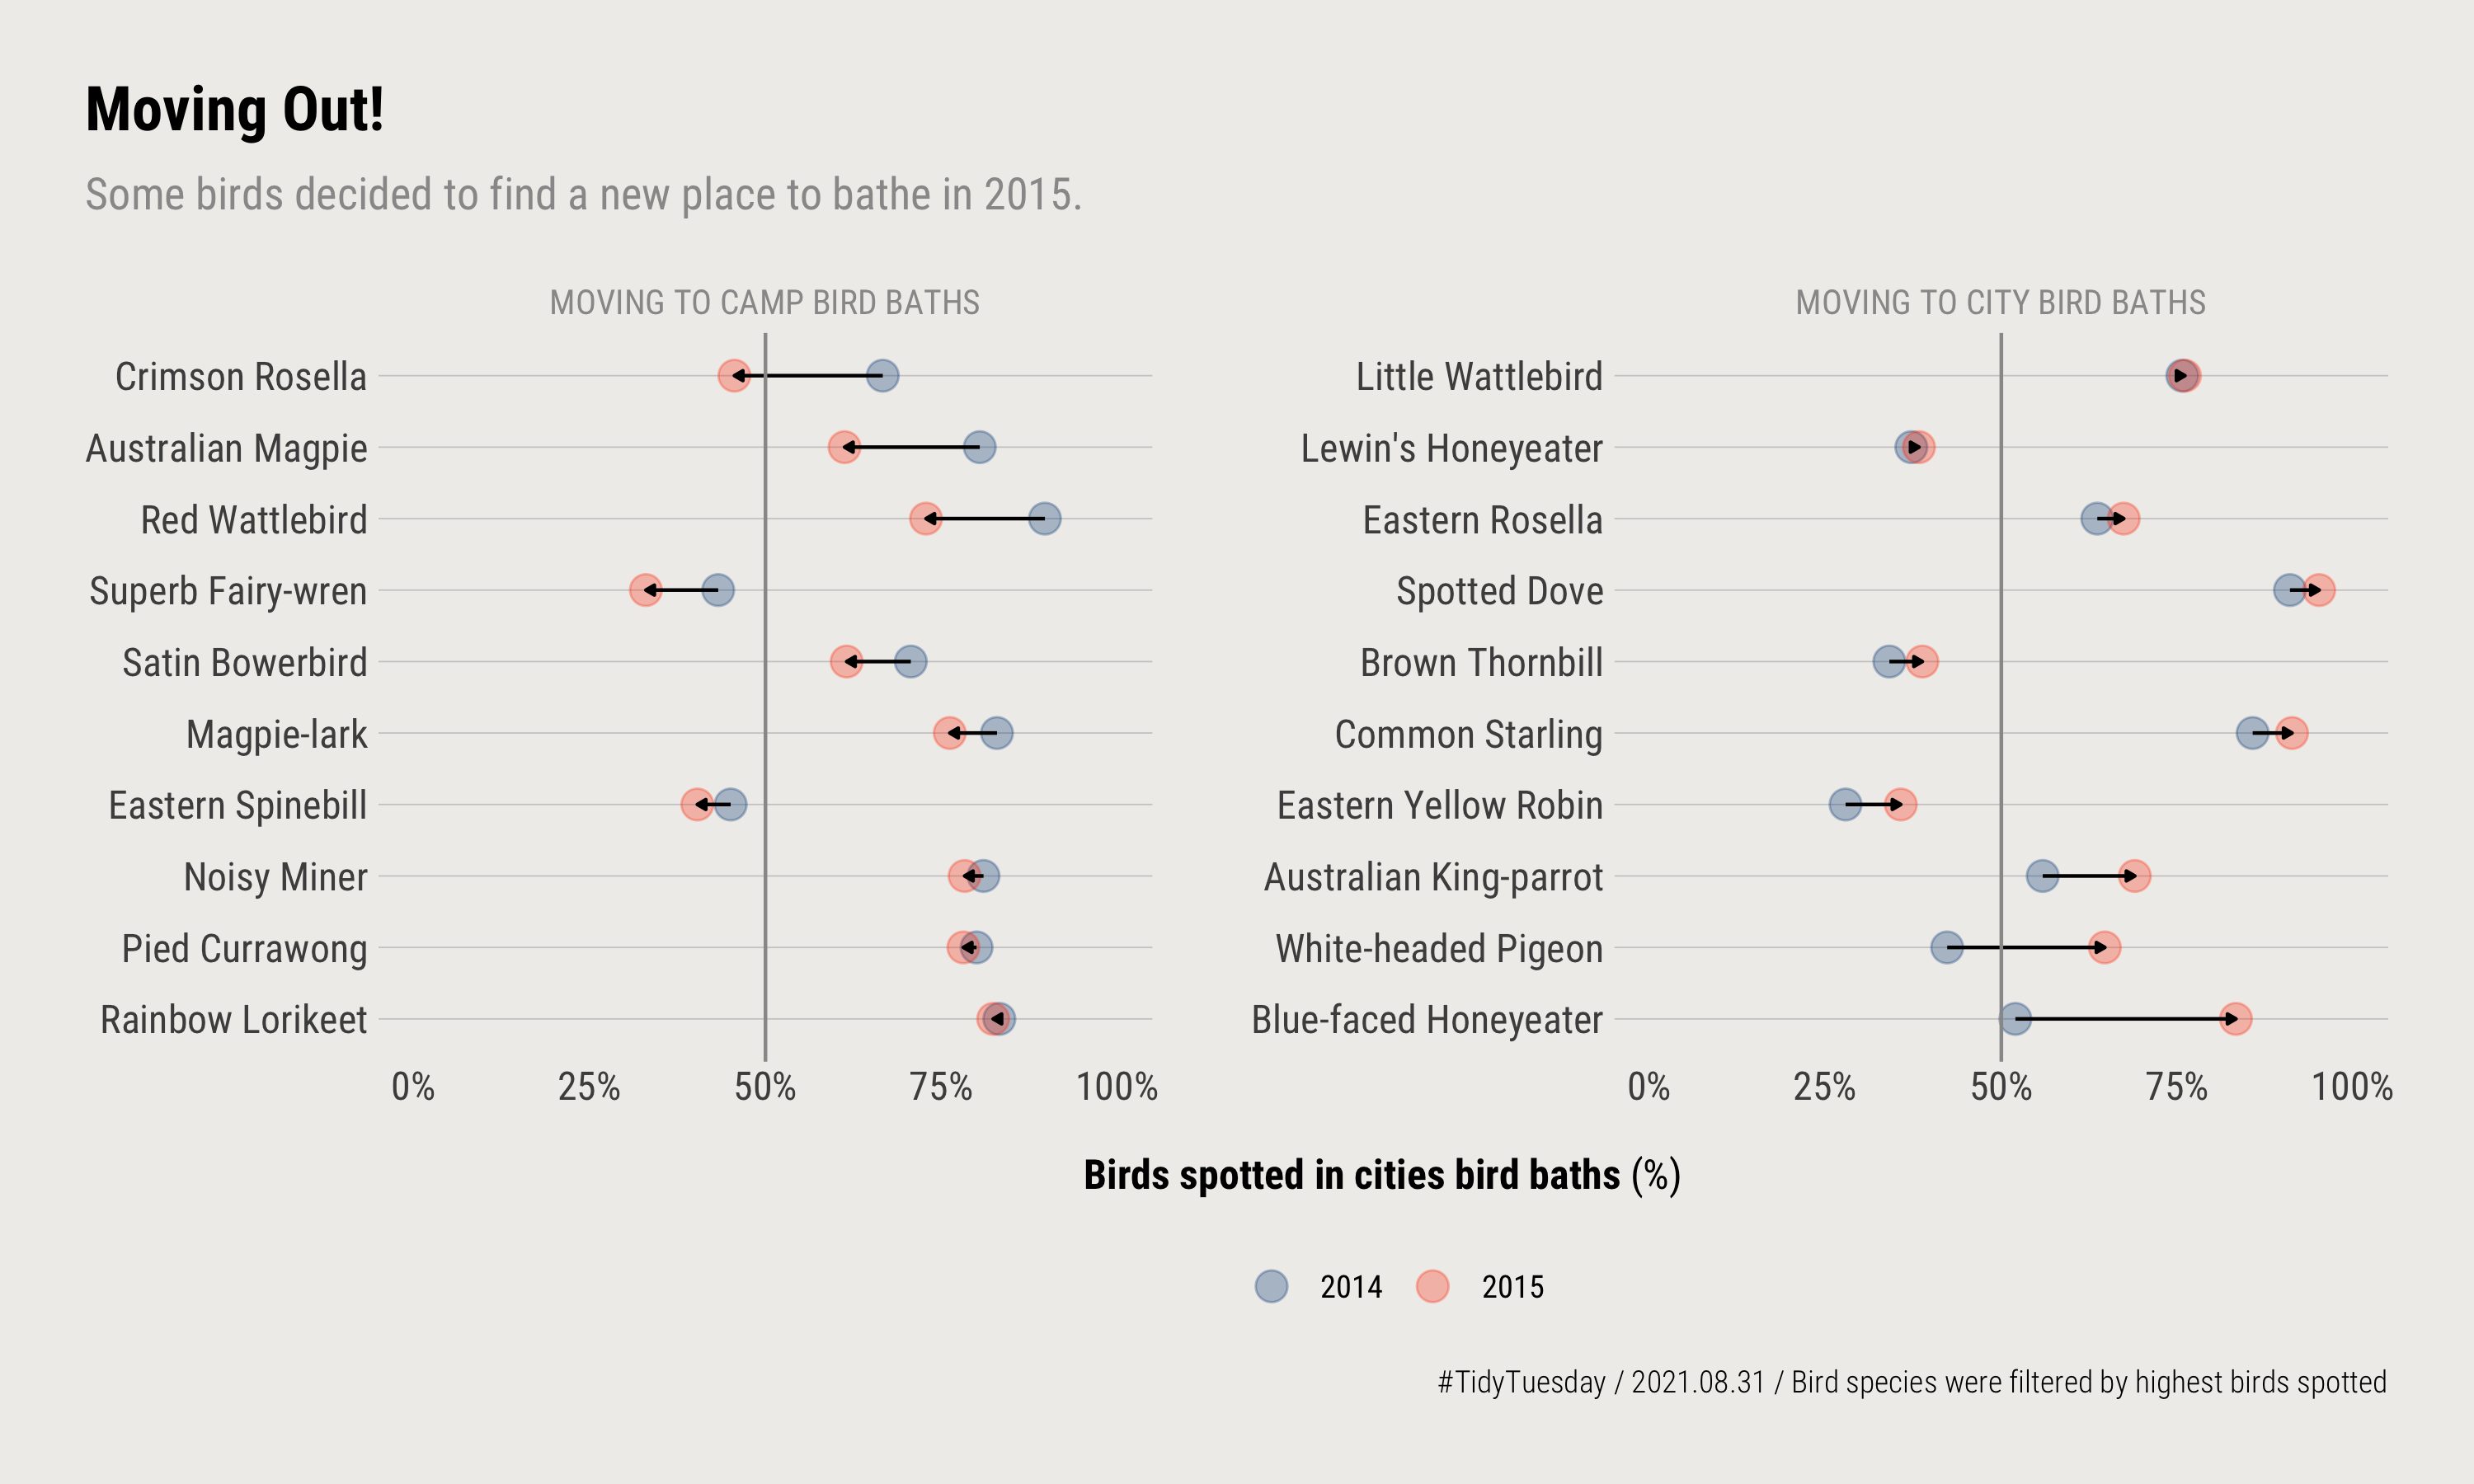 Moving Out!
Some birds decided to find a new place to bathe in 2015.
MOVING TO CAMP BIRD BATHS
Crimson Rosella
Australian Magpie
Red Wattlebird
Superb Fairy-wren
Satin Bowerbird
Magpie-lark
Eastern Spinebill
Noisy Miner
Pied Currawong
Rainbow Lorikeet
0% 25% 50% 75% 100%
MOVING TO CITY BIRD BATHS
Little Wattlebird
Lewin's Honeyeater
Eastern Rosella
Spotted Dove
Brown Thornbill
Common Starling
Eastern Yellow Robin
Australian King-parrot
White-headed Pigeon
Blue-faced Honeyeater
0% 25% 50% 75% 100%
Birds spotted in cities bird baths (%)
2014 2015
#TidyTuesday / 2021.08.31 / Bird species were filtered by highest birds spotted